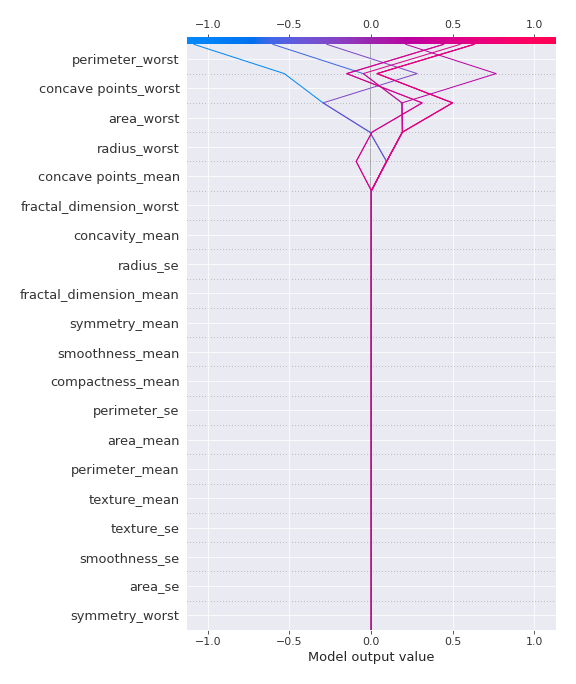 −1.0 −0.5 0.0 0.5 1.0
perimeter_worst
concave points_worst
area_worst
radius_worst
concave points_mean
fractal_dimension_worst
concavity_mean
radius_se
fractal_dimension_mean
symmetry_mean
smoothness_mean
compactness_mean
perimeter_se
area_mean
perimeter_mean
texture_mean
texture_se
smoothness_se
area_se
symmetry_worst
−1.0 −0.5 0.0 0.5 1.0
Model output value